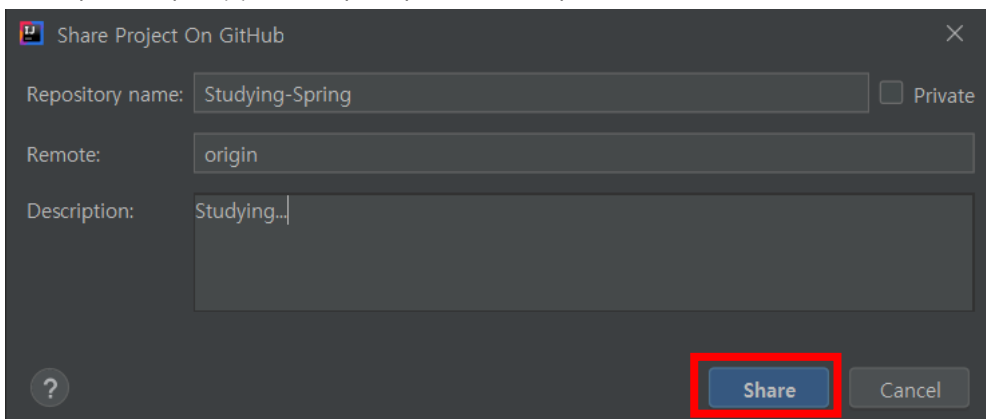 Share Project On GitHub
Repository name: Studying-Spring Private
Remote: origin
Description: Studying...
? Share Cancel